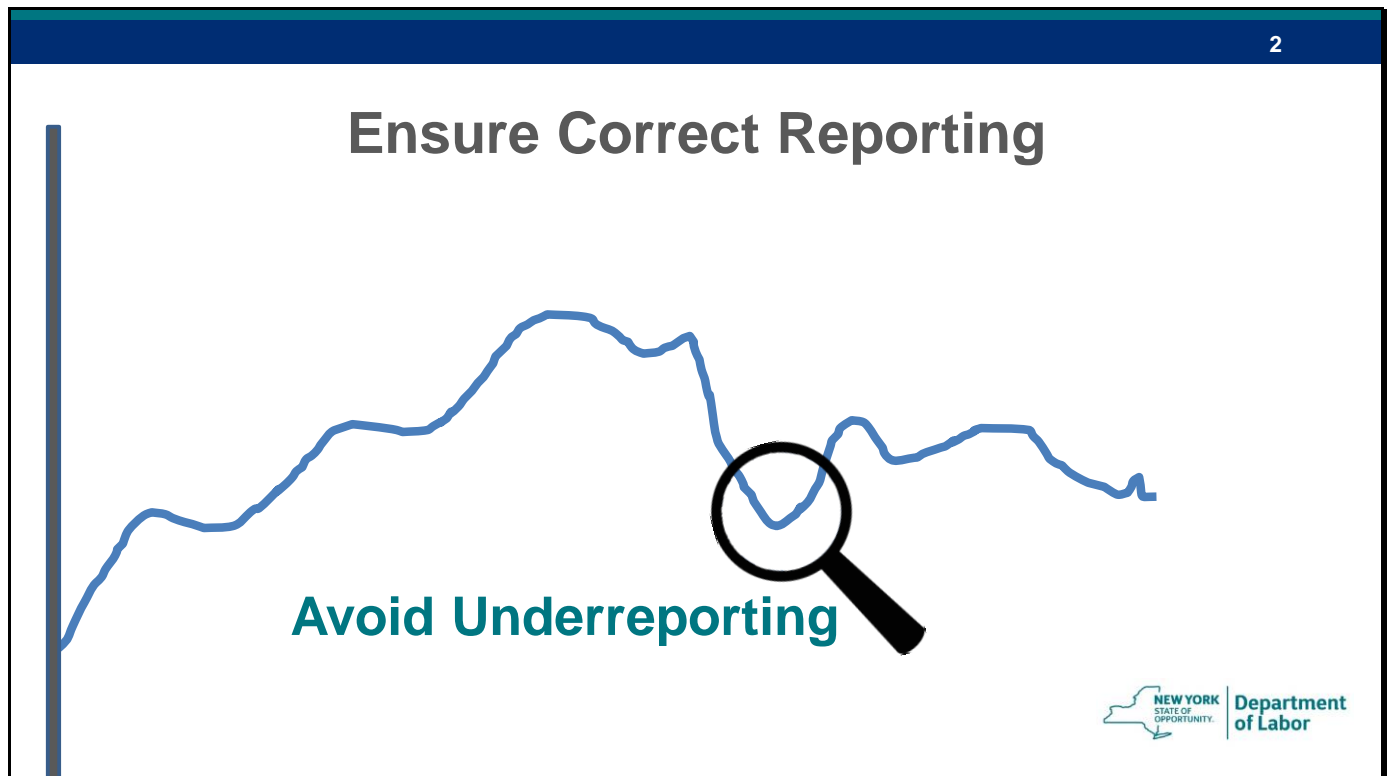 2
Ensure Correct Reporting
Avoid Underreporting
NEW YORK
STATE OF
OPPORTUNITY.
Department
of Labor